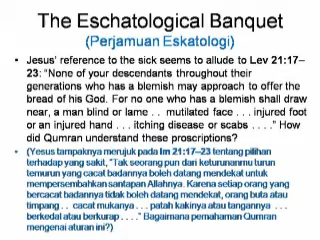 The Eschatological Banquet
(Perjamuan Eskatologi)
• Jesus' reference to the sick seems to allude to Lev 21:17–
23: “None of your descendants throughout their
generations who has a blemish may approach to offer the
bread of his God. For no one who has a blemish shall draw
near, a man blind or lame . . mutilated face . . . injured foot
or an injured hand . . . itching disease or scabs . . . .” How
did Qumran understand these proscriptions?
• (Yesus tampaknya merujuk pada Im 21:17–23 tentang pilihan
terhadap yang sakit, “Tak seorang pun dari keturunanmu turun
temurun yang cacat badannya boleh datang mendekat untuk
mempersembahkan santapan Allahnya. Karena setiap orang yang
bercacat badannya tidak boleh datang mendekat, orang buta atau
timpang . . cacat mukanya . . . patah kakinya atau tangannya . . .
berkedal atau berkurap . . . .” Bagaimana pemahaman Qumran
mengenai aturan ini?)